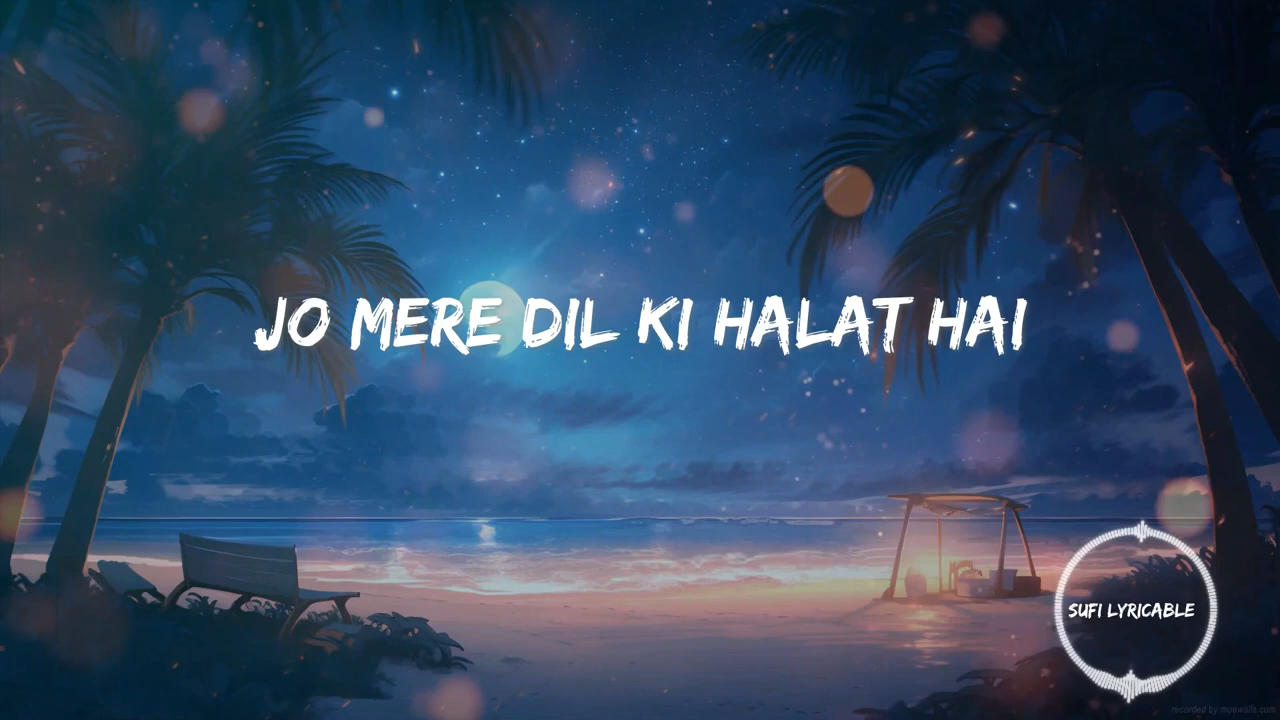 JO MERE DIL KI HALAT HAI
SUFI LYRICABLE
recorded by moewalls.com